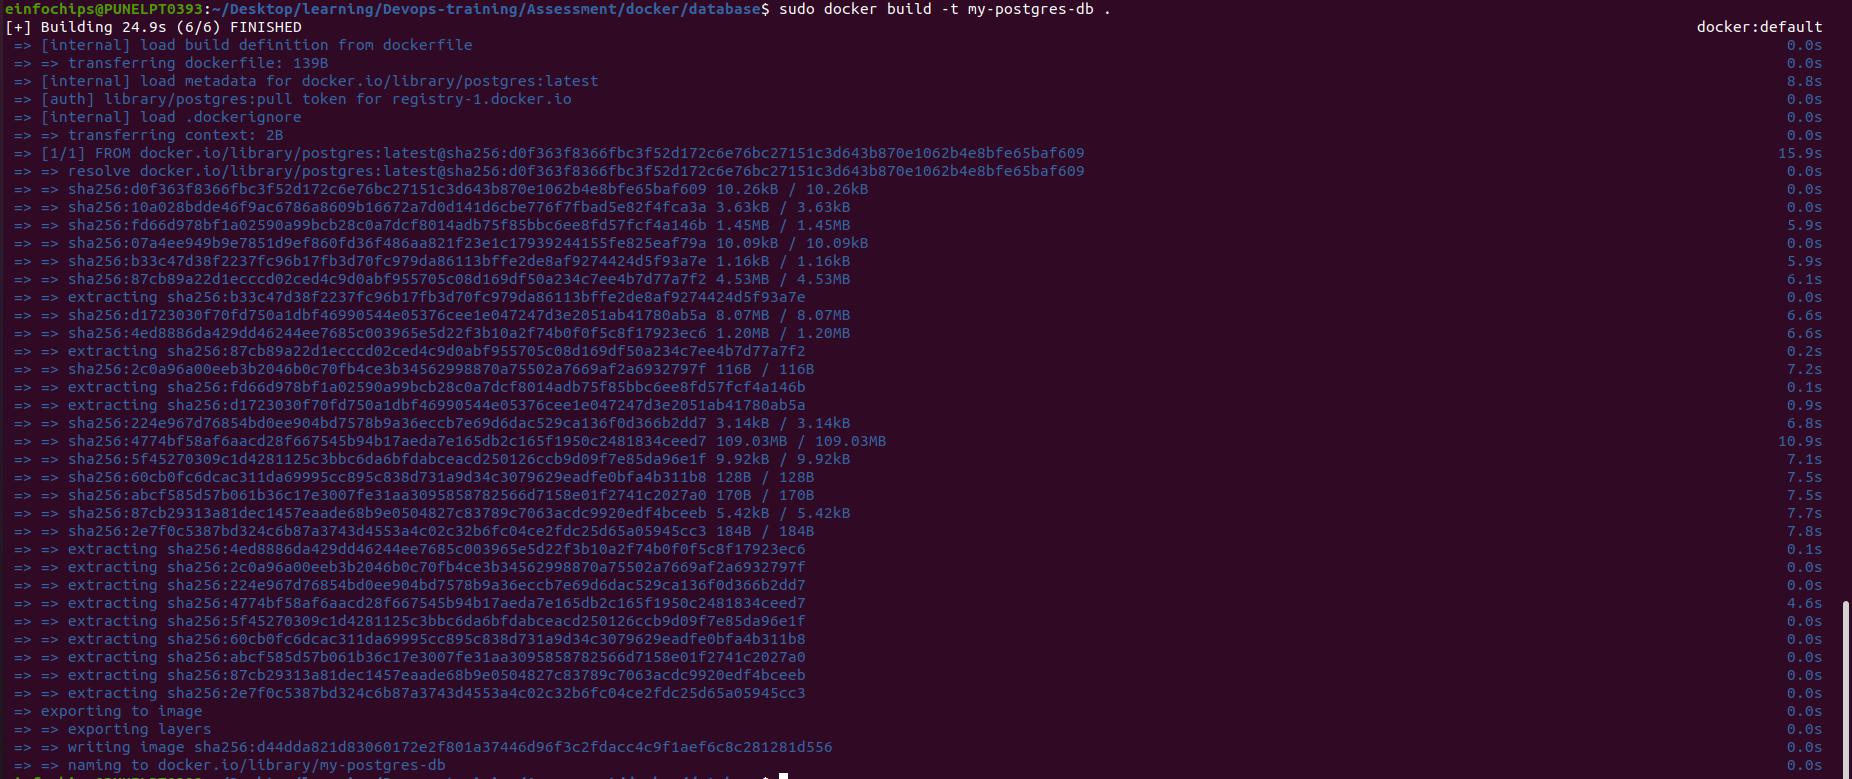 einfochips@PUNELPT0393:~/Desktop/learning/Devops-training/Assessment/docker/database$ sudo docker build -t my-postgres-db .
[+] Building 24.9s (6/6) FINISHED docker:default
=> [internal] load build definition from dockerfile 0.0s
=> => transferring dockerfile: 139B 0.0s
=> [internal] load metadata for docker.io/library/postgres:latest 8.8s
=> [auth] library/postgres:pull token for registry-1.docker.io 0.0s
=> [internal] load .dockerignore 0.0s
=> => transferring context: 2B 0.0s
=> [1/1] FROM docker.io/library/postgres:latest@sha256:d0f363f8366fbc3f52d172c6e76bc27151c3d643b870e1062b4e8bfe65baf609 15.9s
=> => resolve docker.io/library/postgres:latest@sha256:d0f363f8366fbc3f52d172c6e76bc27151c3d643b870e1062b4e8bfe65baf609 0.0s
=> => sha256:d0f363f8366fbc3f52d172c6e76bc27151c3d643b870e1062b4e8bfe65baf609 10.26kB / 10.26kB 0.0s
=> => sha256:10a028bdde46f9ac6786a8609b16672a7d0d141d6cbe776f7fbad5e82f4fca3a 3.63kB / 3.63kB 0.0s
=> => sha256:fd66d978bf1a02590a99bcb28c0a7dcf8014adb75f85bbc6ee8fd57fcf4a146b 1.45MB / 1.45MB 5.9s
=> => sha256:07a4ee949b9e7851d9ef860fd36f486aa821f23e1c17939244155fe825eaf79a 10.09kB / 10.09kB 0.0s
=> => sha256:b33c47d38f2237fc96b17fb3d70fc979da86113bffe2de8af9274424d5f93a7e 1.16kB / 1.16kB 5.9s
=> => sha256:87cb89a22d1ecccd02ced4c9d0abf955705c08d169df50a234c7ee4b7d77a7f2 4.53MB / 4.53MB 6.1s
=> => extracting sha256:b33c47d38f2237fc96b17fb3d70fc979da86113bffe2de8af9274424d5f93a7e 0.0s
=> => sha256:d1723030f70fd750a1dbf46990544e05376cee1e047247d3e2051ab41780ab5a 8.07MB / 8.07MB 6.6s
=> => sha256:4ed8886da429dd46244ee7685c003965e5d22f3b10a2f74b0f0f5c8f17923ec6 1.20MB / 1.20MB 6.6s
=> => extracting sha256:87cb89a22d1ecccd02ced4c9d0abf955705c08d169df50a234c7ee4b7d77a7f2 0.2s
=> => sha256:2c0a96a00eeb3b2046b0c70fb4ce3b34562998870a75502a7669af2a6932797f 116B / 116B 7.2s
=> => extracting sha256:fd66d978bf1a02590a99bcb28c0a7dcf8014adb75f85bbc6ee8fd57fcf4a146b 0.1s
=> => extracting sha256:d1723030f70fd750a1dbf46990544e05376cee1e047247d3e2051ab41780ab5a 0.9s
=> => sha256:224e967d76854bd0ee904bd7578b9a36eccb7e69d6dac529ca136f0d366b2dd7 3.14kB / 3.14kB 6.8s
=> => sha256:4774bf58af6aacd28f667545b94b17aeda7e165db2c165f1950c2481834ceed7 109.03MB / 109.03MB 10.9s
=> => sha256:5f45270309c1d4281125c3bbc6da6bfdabceacd250126ccb9d09f7e85da96e1f 9.92kB / 9.92kB 7.1s
=> => sha256:60cb0fc6dcac311da69995cc895c838d731a9d34c3079629eadfe0bfa4b311b8 128B / 128B 7.5s
=> => sha256:abcf585d57b061b36c17e3007fe31aa3095858782566d7158e01f2741c2027a0 170B / 170B 7.5s
=> => sha256:87cb29313a81dec1457eaade68b9e0504827c83789c7063acdc9920edf4bceeb 5.42kB / 5.42kB 7.7s
=> => sha256:2e7f0c5387bd324c6b87a3743d4553a4c02c32b6fc04ce2fdc25d65a05945cc3 184B / 184B 7.8s
=> => extracting sha256:4ed8886da429dd46244ee7685c003965e5d22f3b10a2f74b0f0f5c8f17923ec6 0.1s
=> => extracting sha256:2c0a96a00eeb3b2046b0c70fb4ce3b34562998870a75502a7669af2a6932797f 0.0s
=> => extracting sha256:224e967d76854bd0ee904bd7578b9a36eccb7e69d6dac529ca136f0d366b2dd7 0.0s
=> => extracting sha256:4774bf58af6aacd28f667545b94b17aeda7e165db2c165f1950c2481834ceed7 4.6s
=> => extracting sha256:5f45270309c1d4281125c3bbc6da6bfdabceacd250126ccb9d09f7e85da96e1f 0.0s
=> => extracting sha256:60cb0fc6dcac311da69995cc895c838d731a9d34c3079629eadfe0bfa4b311b8 0.0s
=> => extracting sha256:abcf585d57b061b36c17e3007fe31aa3095858782566d7158e01f2741c2027a0 0.0s
=> => extracting sha256:87cb29313a81dec1457eaade68b9e0504827c83789c7063acdc9920edf4bceeb 0.0s
=> => extracting sha256:2e7f0c5387bd324c6b87a3743d4553a4c02c32b6fc04ce2fdc25d65a05945cc3 0.0s
=> exporting to image 0.0s
=> => exporting layers 0.0s
=> => writing image sha256:d44dda821d83060172e2f801a37446d96f3c2fdacc4c9f1aef6c8c281281d556 0.0s
=> => naming to docker.io/library/my-postgres-db 0.0s